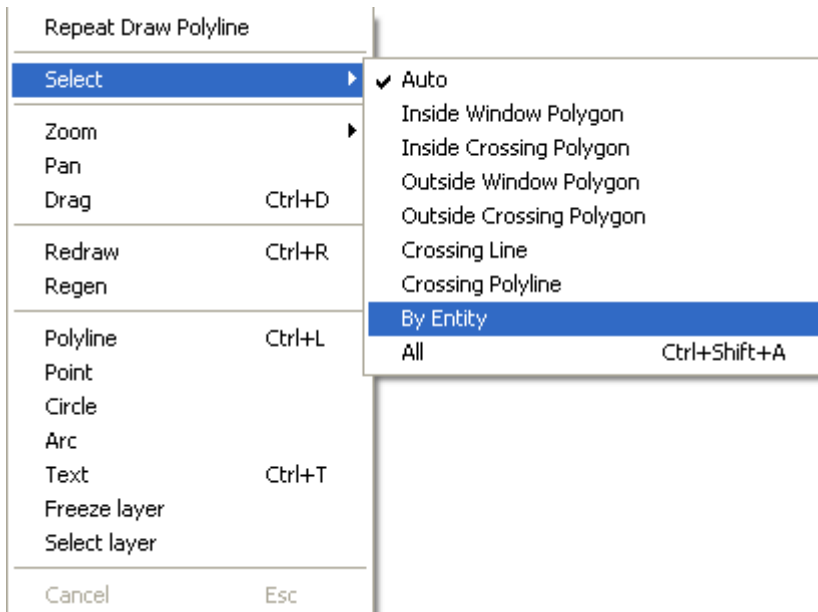 Repeat Draw Polyline
Select
Zoom
Pan
Drag Ctrl+D
Redraw Ctrl+R
Regen
Polyline Ctrl+L
Point
Circle
Arc
Text Ctrl+T
Freeze layer
Select layer
Cancel Esc
Auto
Inside Window Polygon
Inside Crossing Polygon
Outside Window Polygon
Outside Crossing Polygon
Crossing Line
Crossing Polyline
By Entity
All Ctrl+Shift+A